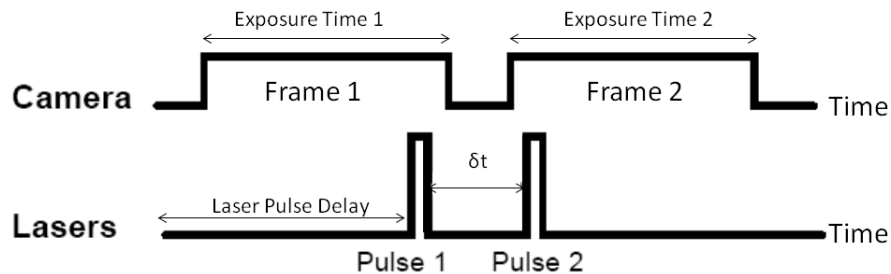 Exposure Time 1
Exposure Time 2
Camera
Frame 1
Frame 2
Time
δt
Laser Pulse Delay
Lasers
Time
Pulse 1
Pulse 2